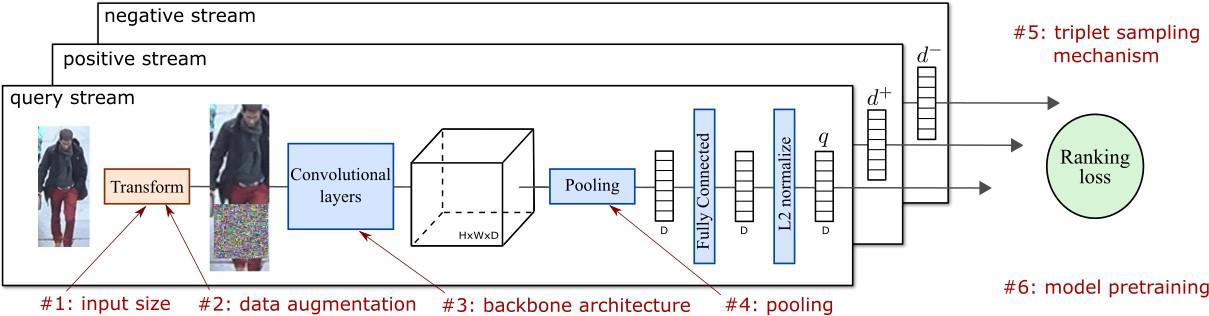 negative stream
positive stream
query stream
Transform
Convolutional
layers
HxWxD
Pooling
D
Fully Connected
D
L2 normalize
q
D
d+
d−
#5: triplet sampling
mechanism
Ranking
loss
#1: input size
#2: data augmentation
#3: backbone architecture
#4: pooling
#6: model pretraining